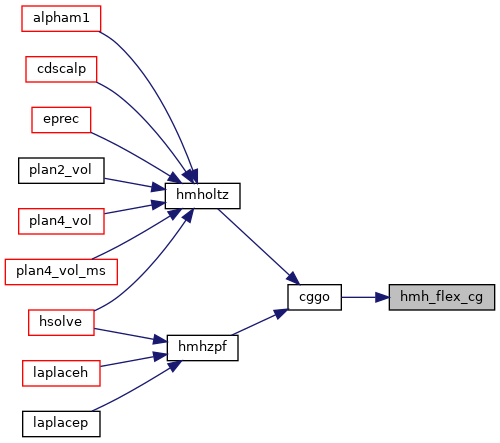 alpham1
cdscalp
eprec
plan2_vol
plan4_vol
plan4_vol_ms
hsolve
laplaceh
laplacep
hmholtz
hmhzpf
cggo
hmh_flex_cg